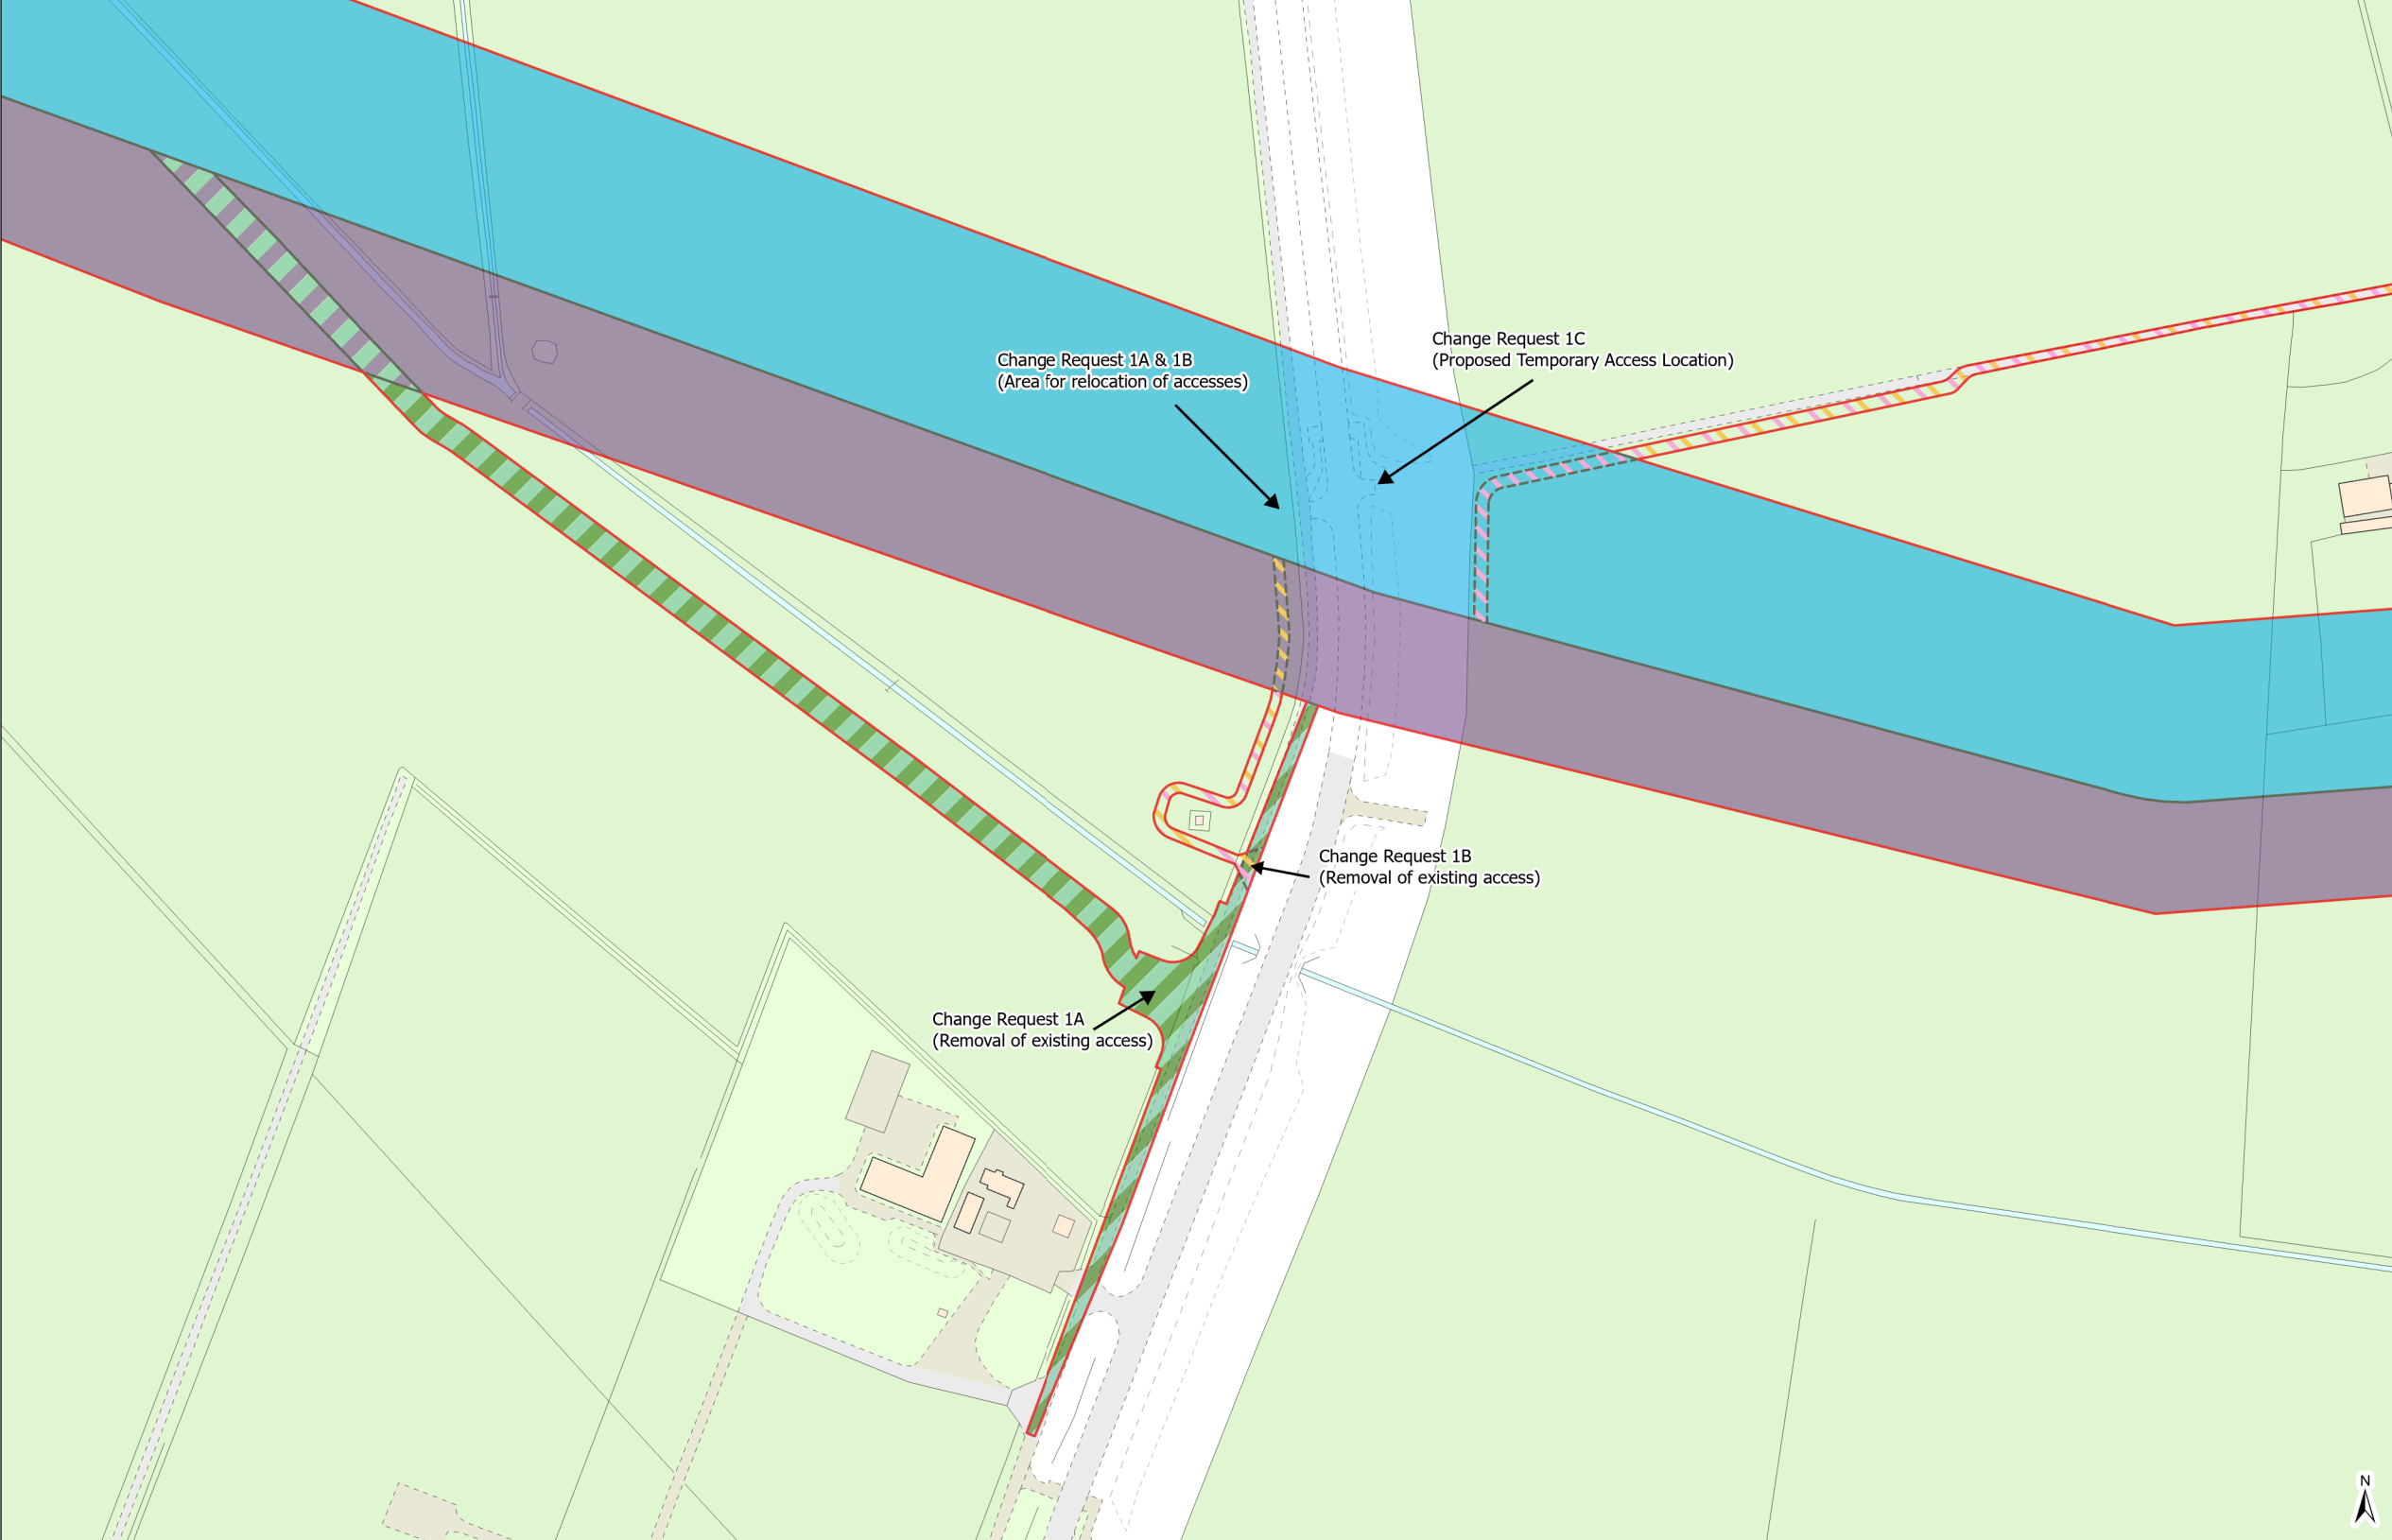 Change Request 1C
(Proposed Temporary Access Location)
Change Request 1A & 1B
(Area for relocation of accesses)
Change Request 1B
(Removal of existing access)
Change Request 1A
(Removal of existing access)
N